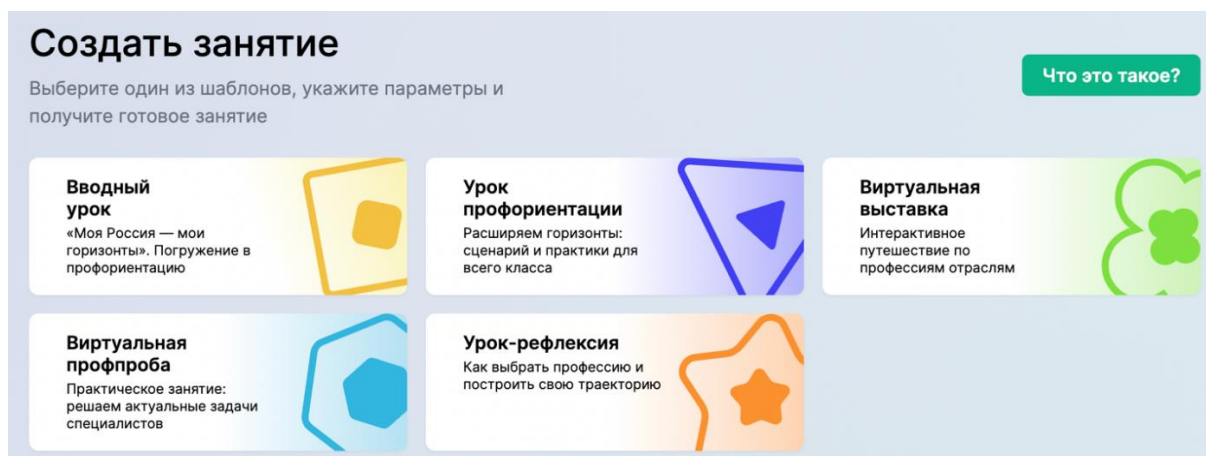 Создать занятие
Выберите один из шаблонов, укажите параметры и
получите готовое занятие
Что это такое?
Вводный
урок
«Моя Россия — мои
горизонты». Погружение в
профориентацию
Урок
профориентации
Расширяем горизонты:
сценарий и практики для
всего класса
Виртуальная
выставка
Интерактивное
путешествие по
профессиям отраслям
Виртуальная
профпроба
Практическое занятие:
решаем актуальные задачи
специалистов
Урок-рефлексия
Как выбрать профессию и
построить свою траекторию